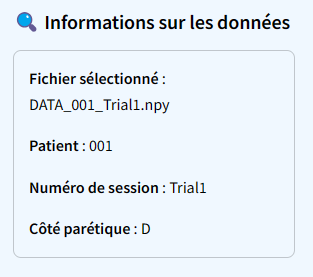 Informations sur les données
Fichier sélectionné :
DATA_001_Trial1.npy
Patient : 001
Numéro de session : Trial1
Côté parétique : D